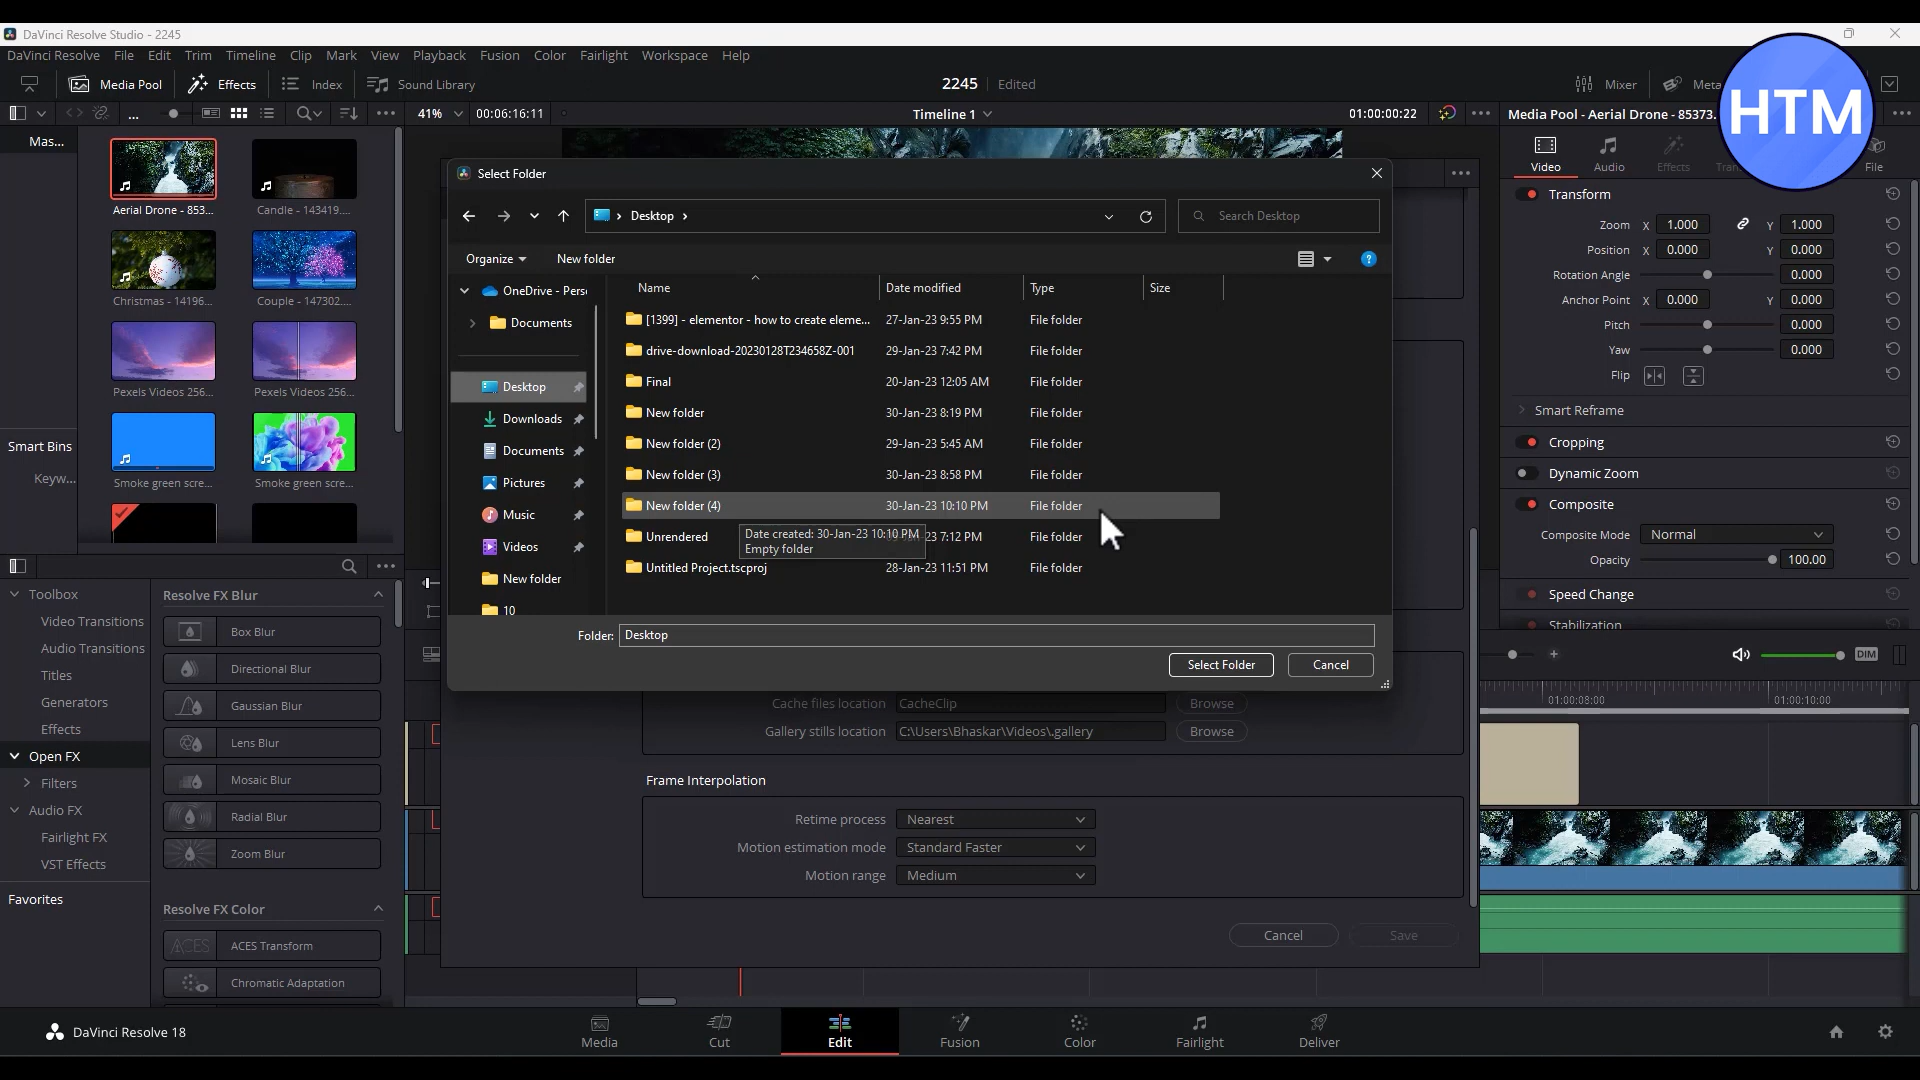 DaVinci Resolve Studio - 2245
DaVinci Resolve File Edit Trim Timeline Clip Mark View Playback Fusion Color Fairlight Workspace Help
Media Pool Effects Index Sound Library 2245 Edited Mixer
HTM
41% 00:06:16:11 Timeline 1 01:00:00:22 Media Pool - Aerial Drone - 85373.
Mas...
Aerial Drone - 853... Candle - 143419....
Christmas - 14196... Couple - 147302....
Pexels Videos 256... Pexels Videos 256...
Smoke green scre... Smoke green scre...
Smart Bins
Keyw...
Select Folder
Desktop
Search Desktop
Organize New folder
Name Date modified Type Size
OneDrive - Pers
Documents
Desktop
Downloads
Documents
Pictures
Music
Videos
New folder
10
[1399] - elementor - how to create eleme... 27-Jan-23 9:55 PM File folder
drive-download-20230128T234658Z-001 29-Jan-23 7:42 PM File folder
Final 20-Jan-23 12:05 AM File folder
New folder 30-Jan-23 8:19 PM File folder
New folder (2) 29-Jan-23 5:45 AM File folder
New folder (3) 30-Jan-23 8:58 PM File folder
New folder (4) 30-Jan-23 10:10 PM File folder
Unrendered 23 7:12 PM File folder
Date created: 30-Jan-23 10:10 PM
Empty folder
Untitled Project.tscproj 28-Jan-23 11:51 PM File folder
Folder: Desktop
Select Folder Cancel
Cache files location CacheClip Browse
Gallery stills location C:\Users\Bhaskar\Videos\.gallery Browse
Frame Interpolation
Retime process Nearest
Motion estimation mode Standard Faster
Motion range Medium
Cancel Save
Video Audio Effects File
Transform
Zoom X 1.000 Y 1.000
Position X 0.000 Y 0.000
Rotation Angle 0.000
Anchor Point X 0.000 Y 0.000
Pitch 0.000
Yaw 0.000
Flip
Smart Reframe
Cropping
Dynamic Zoom
Composite
Composite Mode Normal
Opacity 100.00
Speed Change
Stabilization
DIM
01:00:08:00 01:00:10:00
Toolbox
Video Transitions
Audio Transitions
Titles
Generators
Effects
Open FX
Filters
Audio FX
Fairlight FX
VST Effects
Favorites
Resolve FX Blur
Box Blur
Directional Blur
Gaussian Blur
Lens Blur
Mosaic Blur
Radial Blur
Zoom Blur
Resolve FX Color
ACES ACES Transform
Chromatic Adaptation
DaVinci Resolve 18
Media Cut Edit Fusion Color Fairlight Deliver